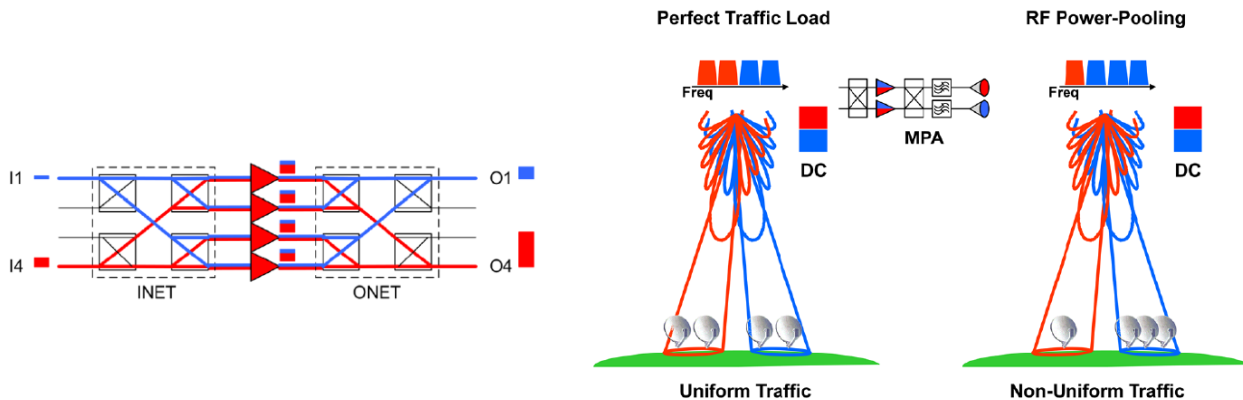 I1
I4
INET
ONET
O1
O4
Perfect Traffic Load
Freq
DC
Uniform Traffic
MPA
RF Power-Pooling
Freq
DC
Non-Uniform Traffic